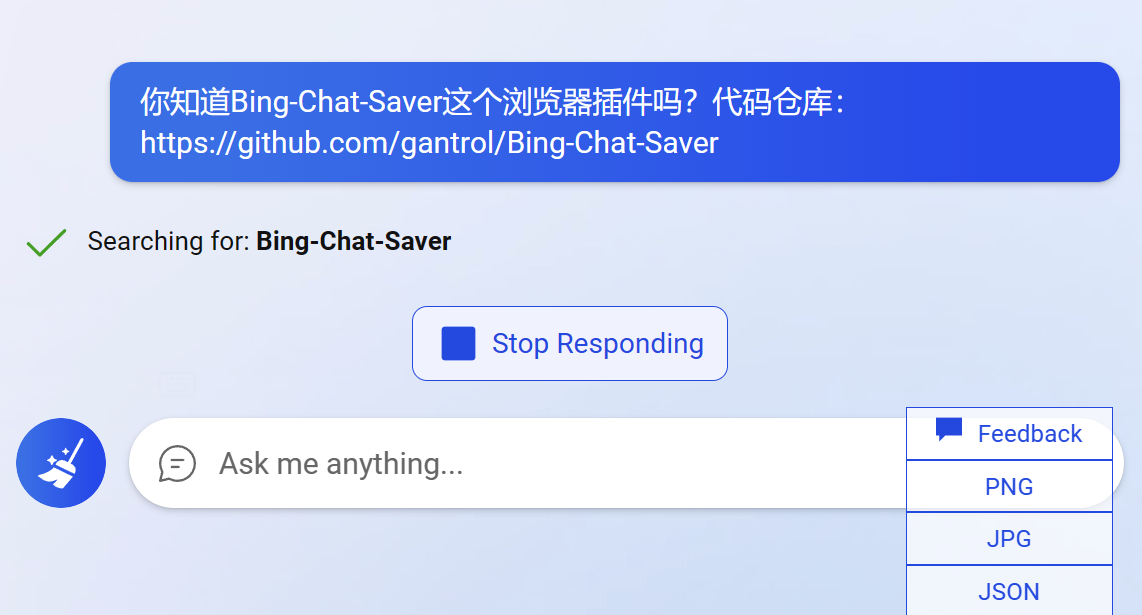 你知道Bing-Chat-Saver这个浏览器插件吗？代码仓库：
https://github.com/gantrol/Bing-Chat-Saver
Searching for: Bing-Chat-Saver
Stop Responding
Ask me anything...
Feedback
PNG
JPG
JSON